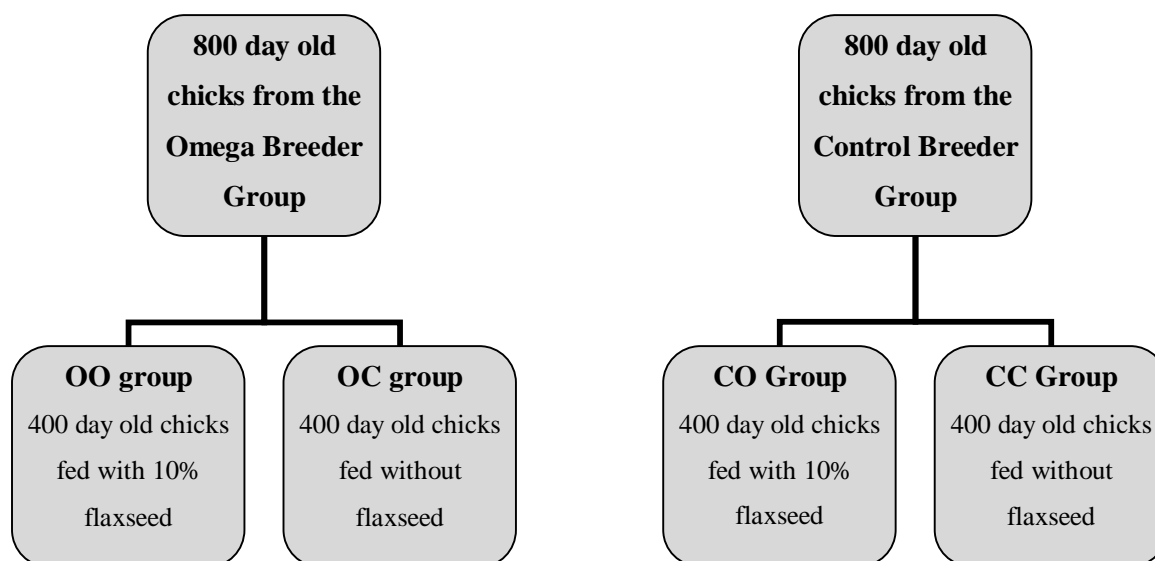 800 day old
chicks from the
Omega Breeder
Group
800 day old
chicks from the
Control Breeder
Group
OO group
400 day old chicks
fed with 10%
flaxseed
OC group
400 day old chicks
fed without
flaxseed
CO Group
400 day old chicks
fed with 10%
flaxseed
CC Group
400 day old chicks
fed without
flaxseed